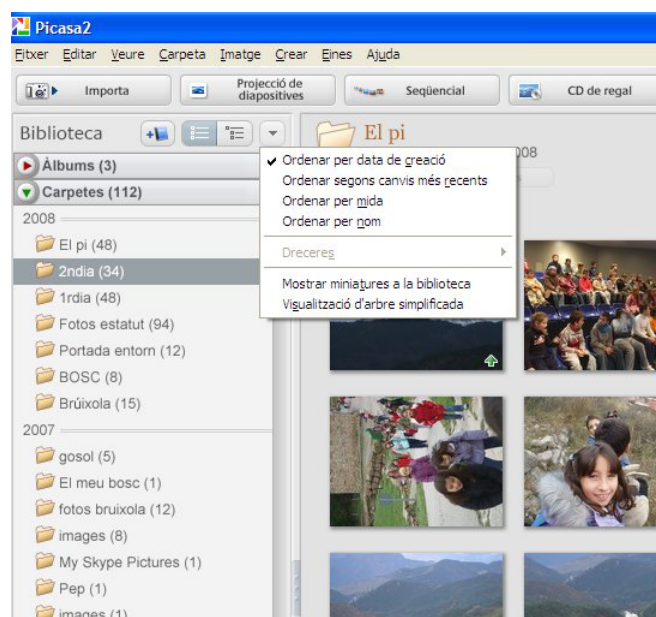 Picasa2
Fitxer Editar Veure Carpeta Imatge Crear Eines Ajuda
Importa
Projecció de diapositives
Seqüencial
CD de regal
Biblioteca
El pi
008
Àlbums (3)
Carpetes (112)
2008
El pi (48)
2ndia (34)
1rdia (48)
Fotos estatut (94)
Portada entorn (12)
BOSC (8)
Brúixola (15)
2007
gosol (5)
El meu bosc (1)
fotos bruixola (12)
images (8)
My Skype Pictures (1)
Pep (1)
images (1)
Ordenar per data de creació
Ordenar segons canvis més recents
Ordenar per mida
Ordenar per nom
Dreceres
Mostrar miniatures a la biblioteca
Visualització d'arbre simplificada